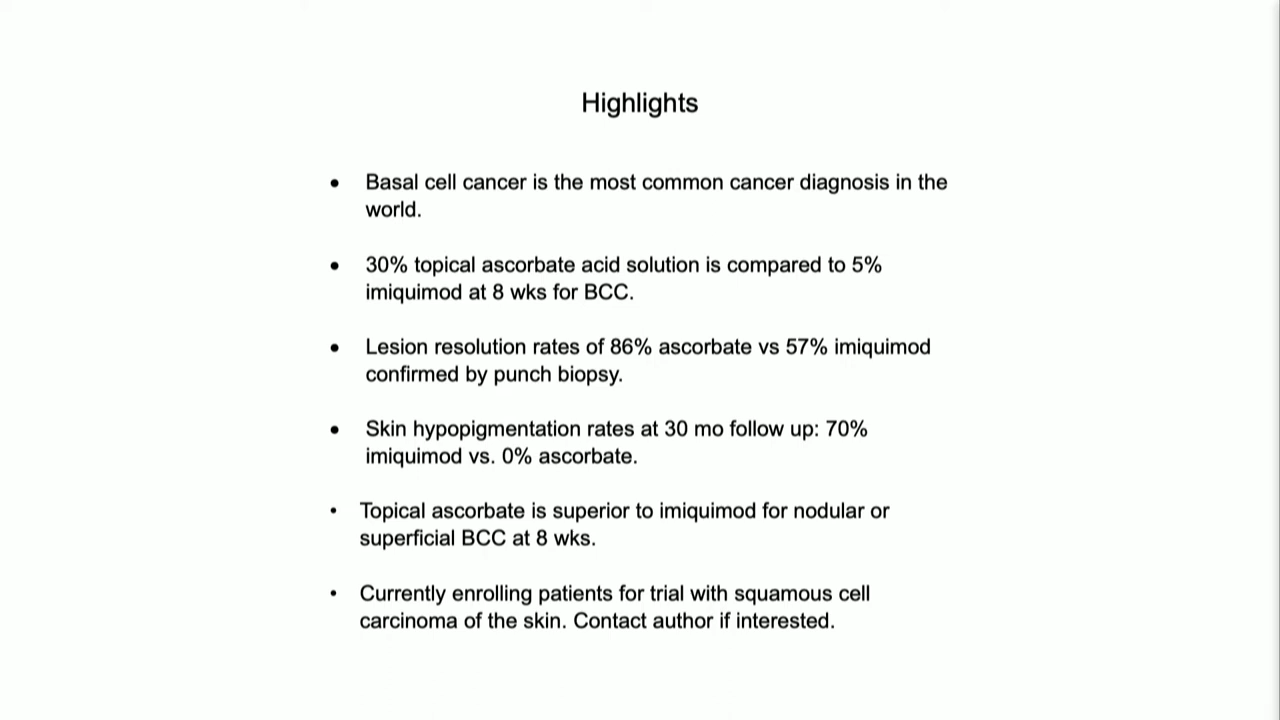 Highlights
• Basal cell cancer is the most common cancer diagnosis in the
world.
• 30% topical ascorbate acid solution is compared to 5%
imiquimod at 8 wks for BCC.
• Lesion resolution rates of 86% ascorbate vs 57% imiquimod
confirmed by punch biopsy.
• Skin hypopigmentation rates at 30 mo follow up: 70%
imiquimod vs. 0% ascorbate.
• Topical ascorbate is superior to imiquimod for nodular or
superficial BCC at 8 wks.
• Currently enrolling patients for trial with squamous cell
carcinoma of the skin. Contact author if interested.